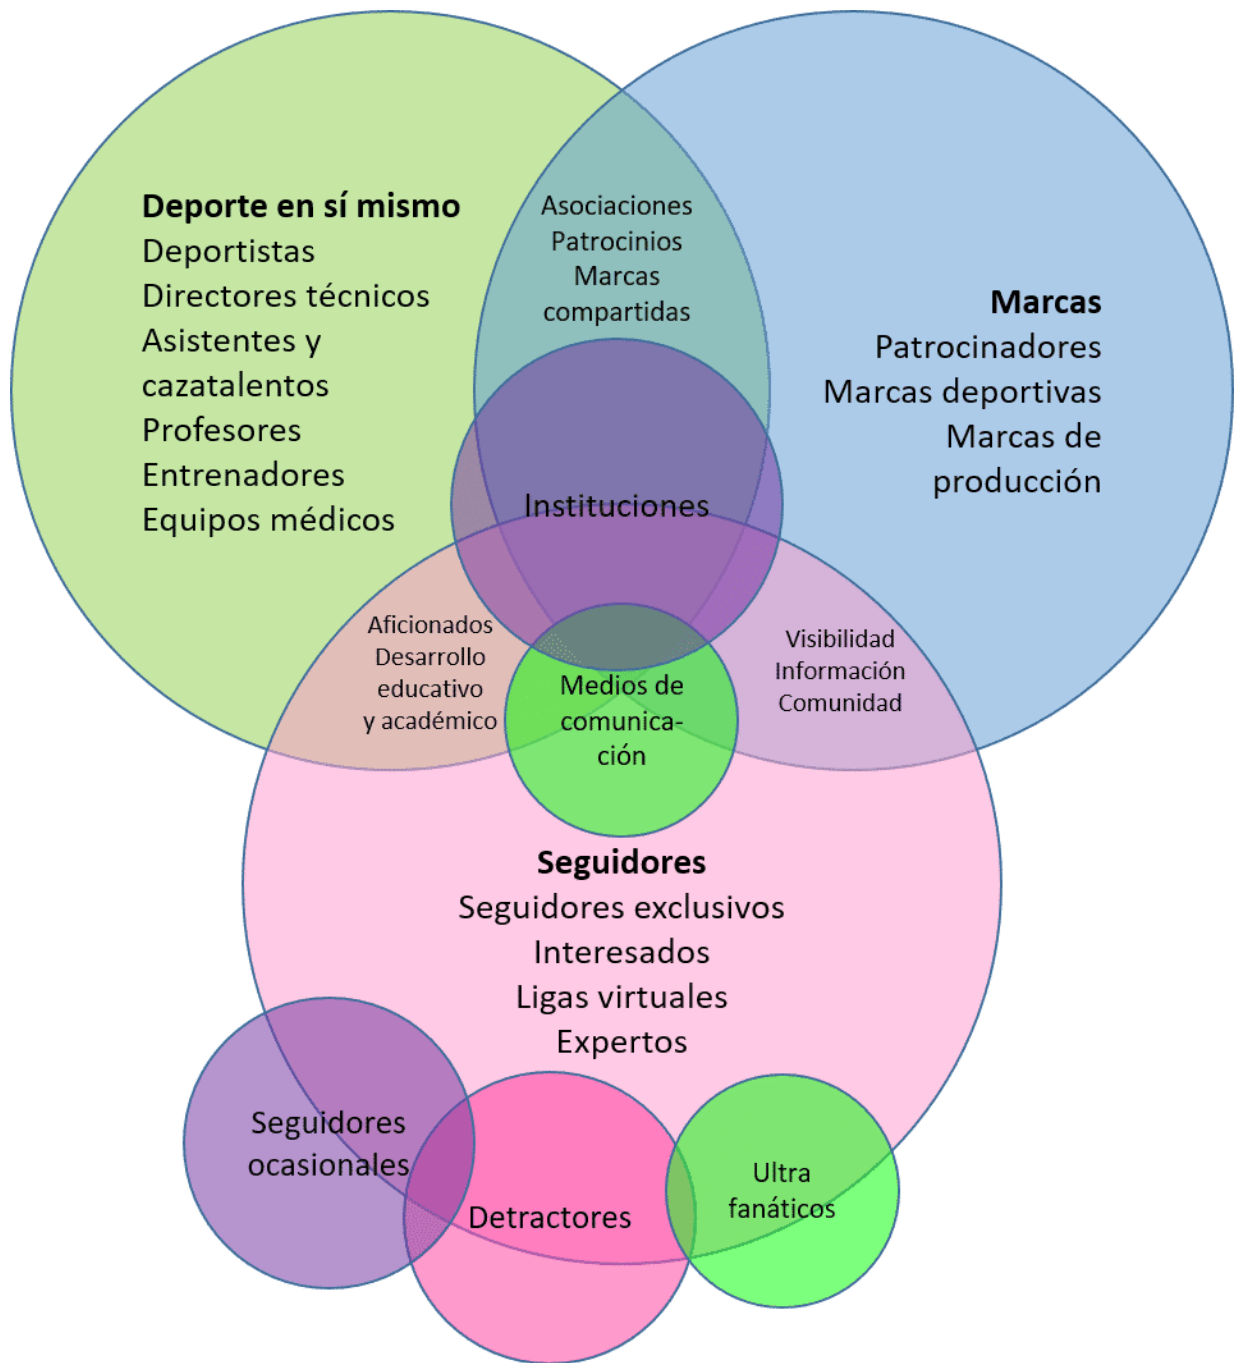 Deporte en sí mismo
Deportistas
Directores técnicos
Asistentes y
cazatalentos
Profesores
Entrenadores
Equipos médicos
Asociaciones
Patrocinios
Marcas
compartidas
Marcas
Patrocinadores
Marcas deportivas
Marcas de
producción
Instituciones
Aficionados
Desarrollo
educativo
y académico
Medios de
comunica-
ción
Visibilidad
Información
Comunidad
Seguidores
Seguidores exclusivos
Interesados
Ligas virtuales
Expertos
Seguidores
ocasionales
Detractores
Ultra
fanáticos